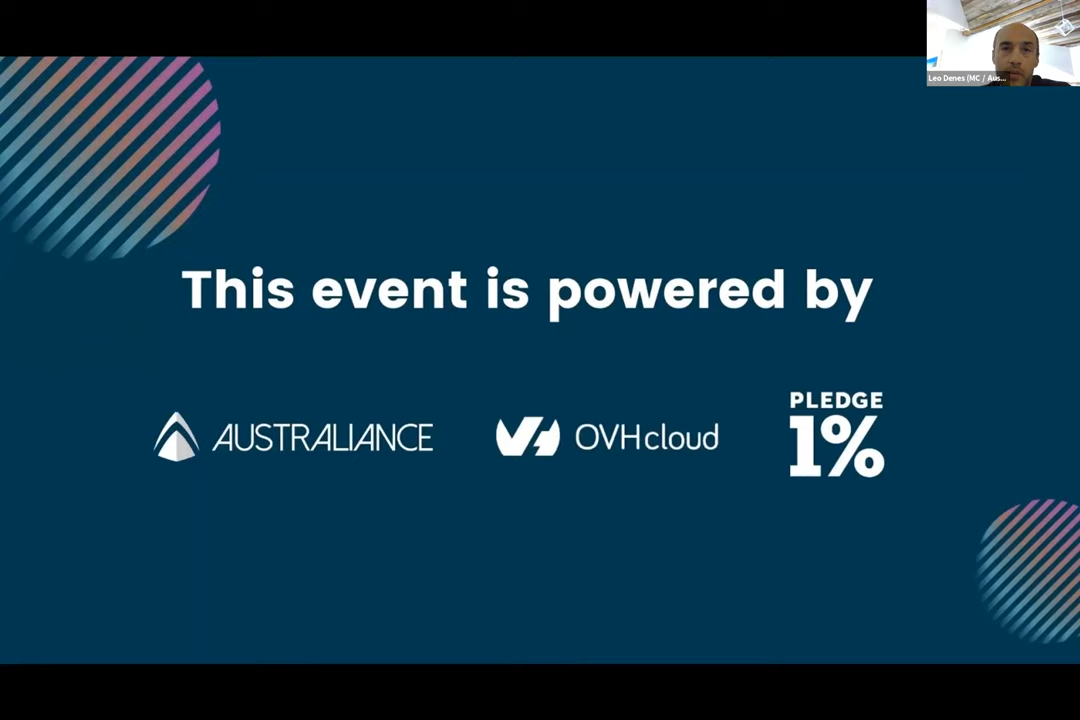 Leo Denes (MC / Aus...
This event is powered by
AUSTRALIANCE
OVHcloud
PLEDGE
1%